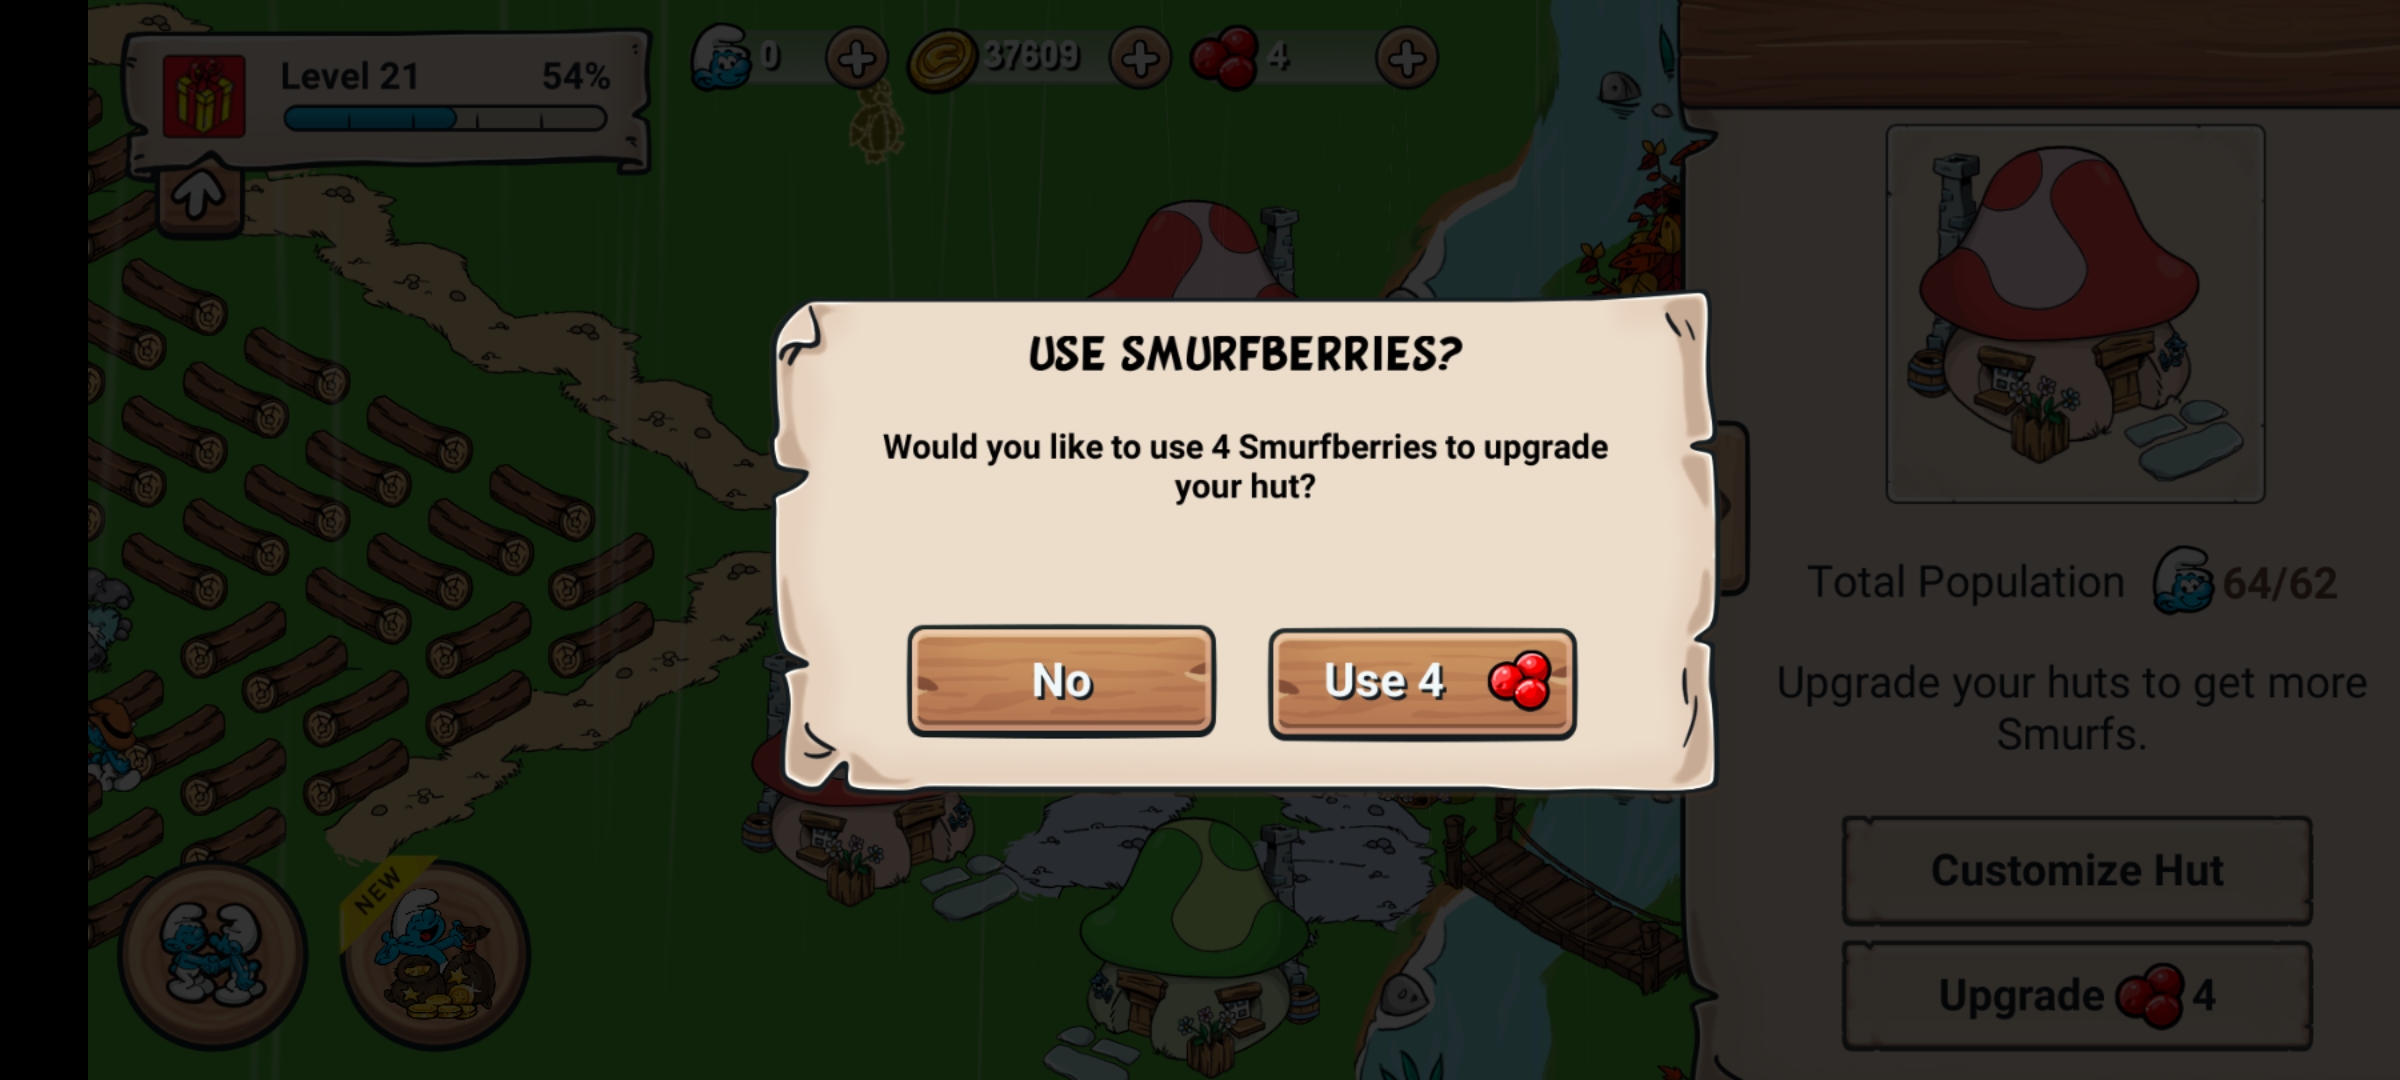 Level 21
54%
0
37609
4
USE SMURFBERRIES?
Would you like to use 4 Smurfberries to upgrade
your hut?
No
Use 4
Total Population 64/62
Upgrade your huts to get more
Smurfs.
Customize Hut
Upgrade 4
NEW